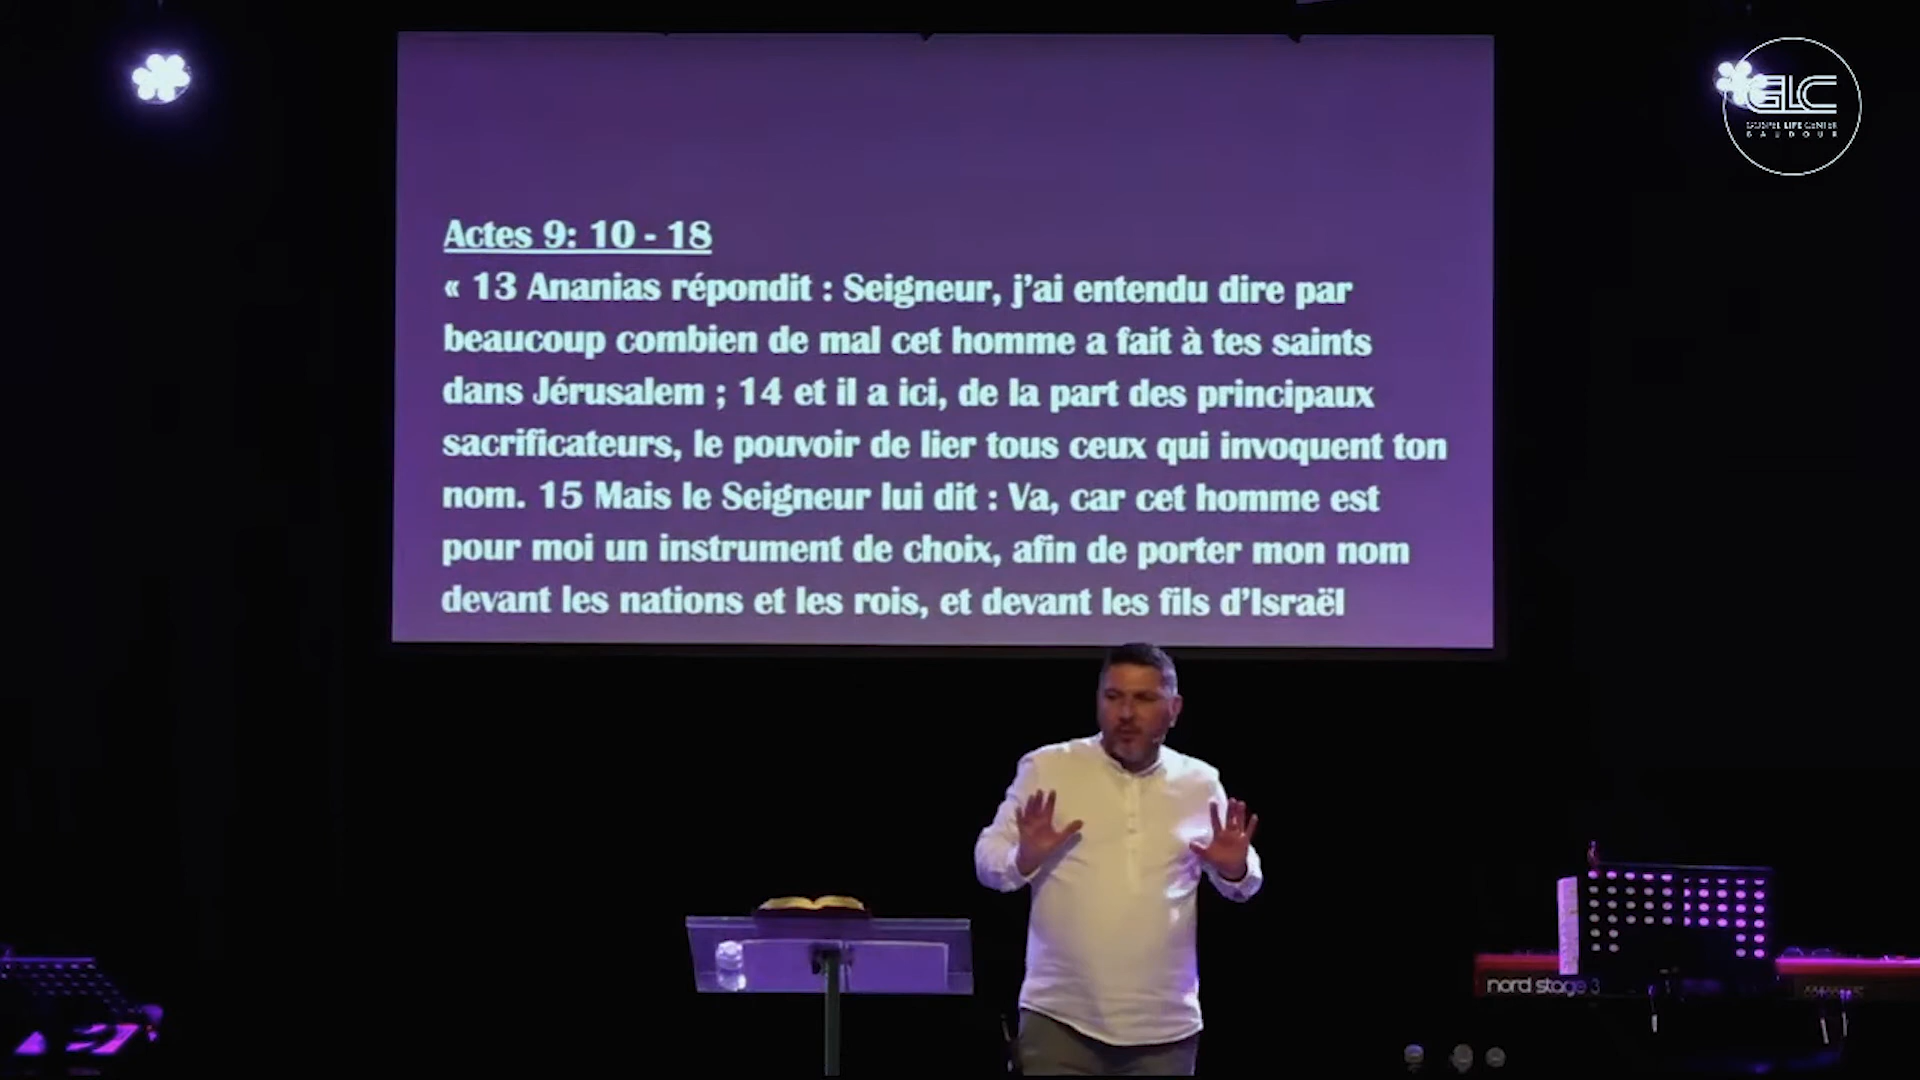 GLC
GOSPEL LIFE CENTER
BAUDOUR
Actes 9: 10 - 18
« 13 Ananias répondit : Seigneur, j’ai entendu dire par
beaucoup combien de mal cet homme a fait à tes saints
dans Jérusalem ; 14 et il a ici, de la part des principaux
sacrificateurs, le pouvoir de lier tous ceux qui invoquent ton
nom. 15 Mais le Seigneur lui dit : Va, car cet homme est
pour moi un instrument de choix, afin de porter mon nom
devant les nations et les rois, et devant les fils d’Israël
nord stage 3